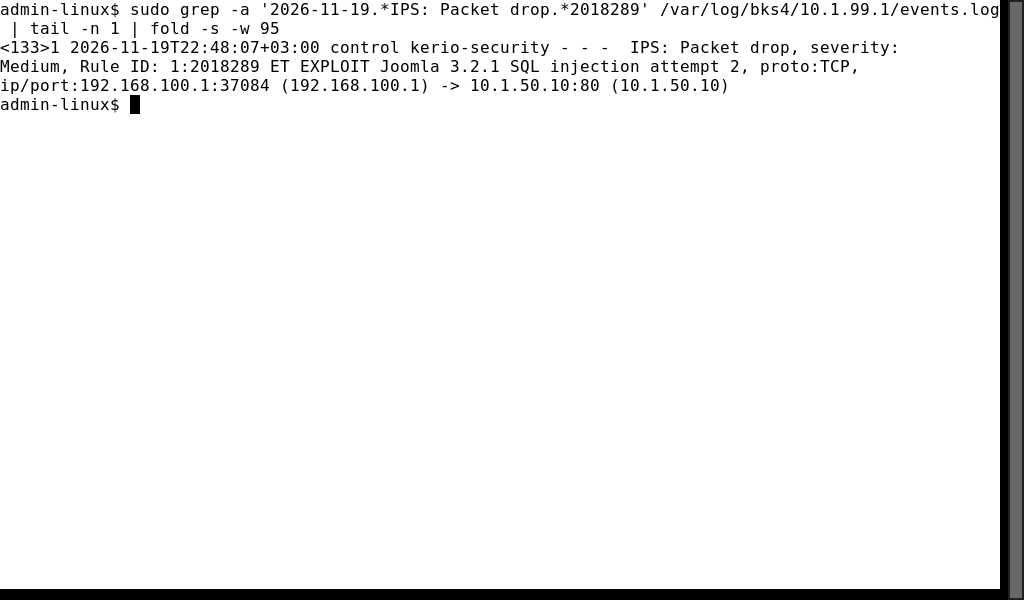 admin-linux$ sudo grep -a '2026-11-19.*IPS: Packet drop.*2018289' /var/log/bks4/10.1.99.1/events.log
 | tail -n 1 | fold -s -w 95
<133>1 2026-11-19T22:48:07+03:00 control kerio-security - - -  IPS: Packet drop, severity:
Medium, Rule ID: 1:2018289 ET EXPLOIT Joomla 3.2.1 SQL injection attempt 2, proto:TCP,
ip/port:192.168.100.1:37084 (192.168.100.1) -> 10.1.50.10:80 (10.1.50.10)
admin-linux$